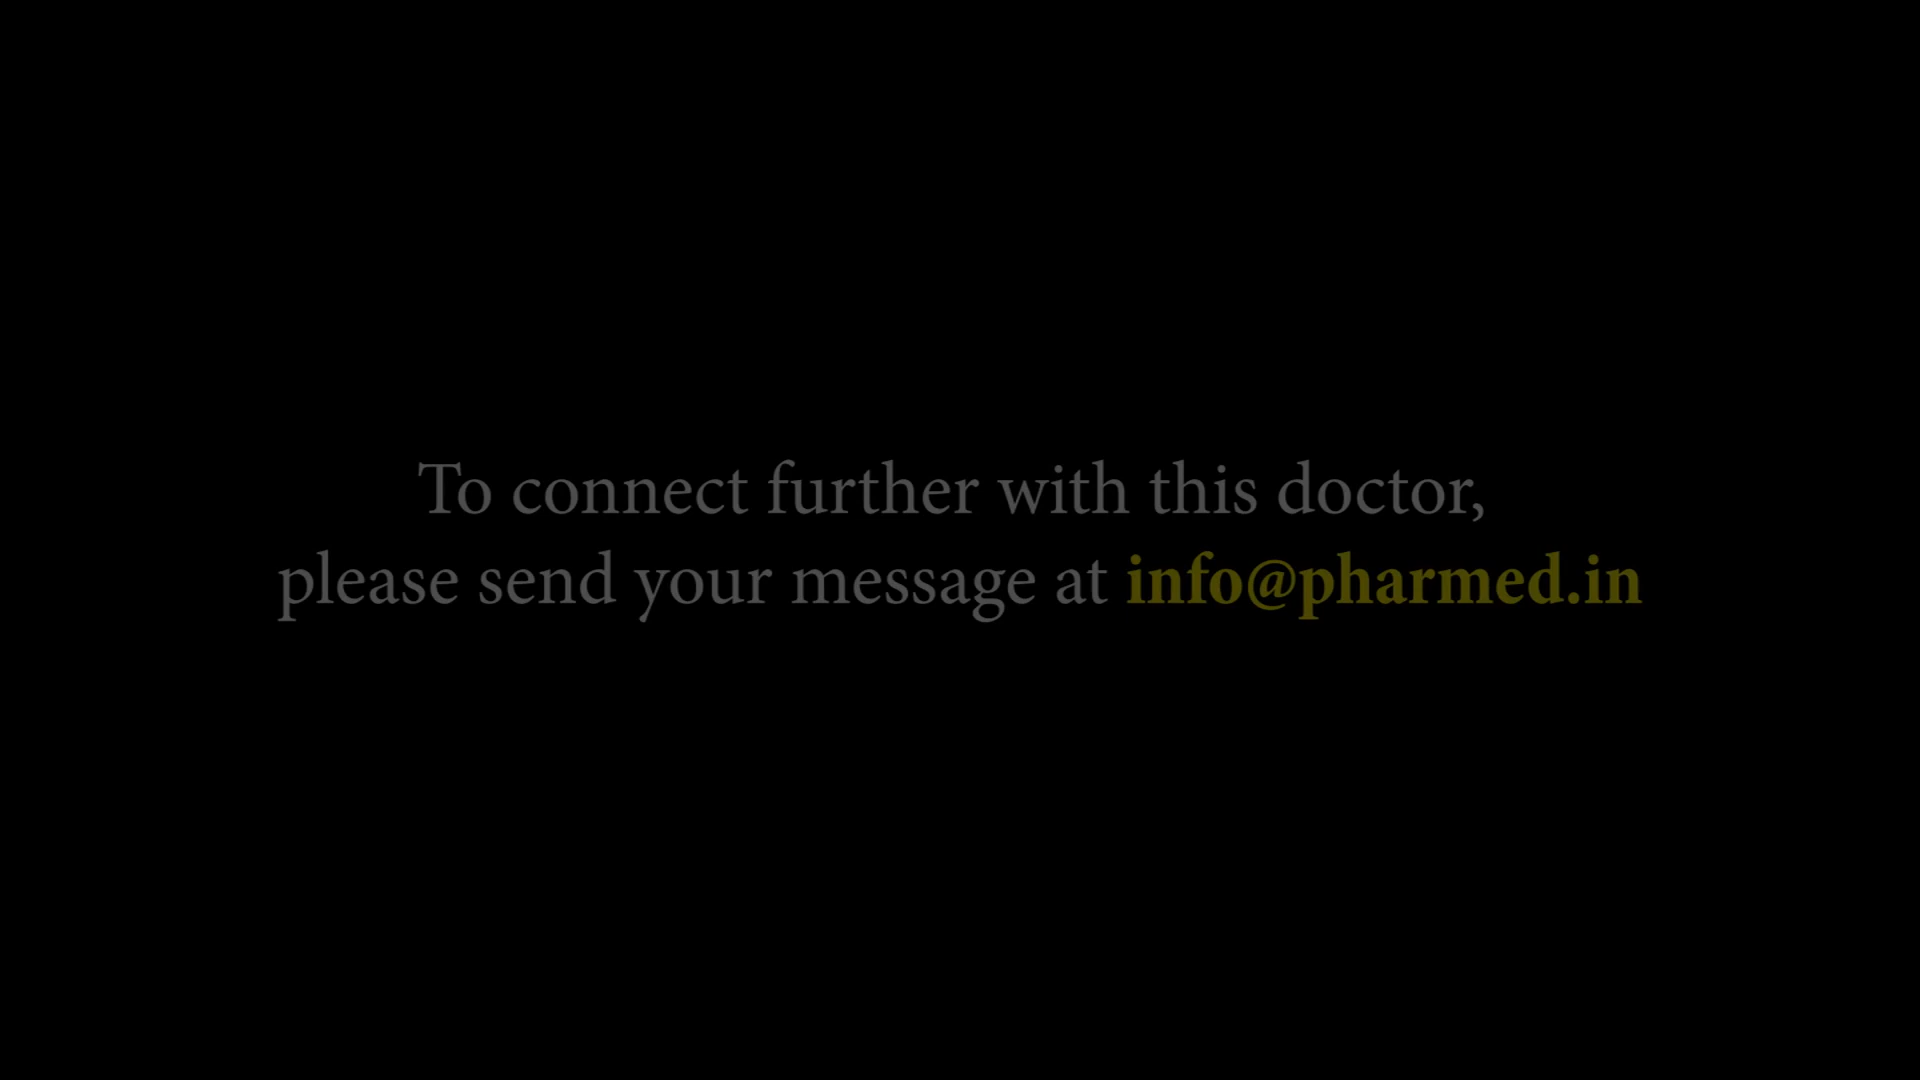 To connect further with this doctor,
please send your message at info@pharmed.in